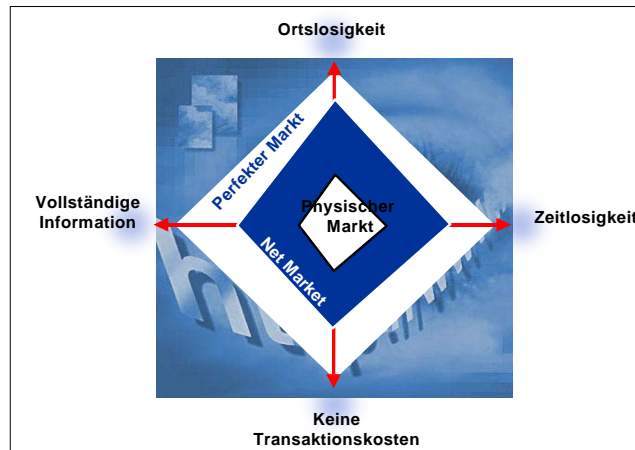 Ortslosigkeit
Perfekter Markt
Vollständige
Information
Physischer
Markt
Zeitlosigkeit
Net Market
Keine
Transaktionskosten